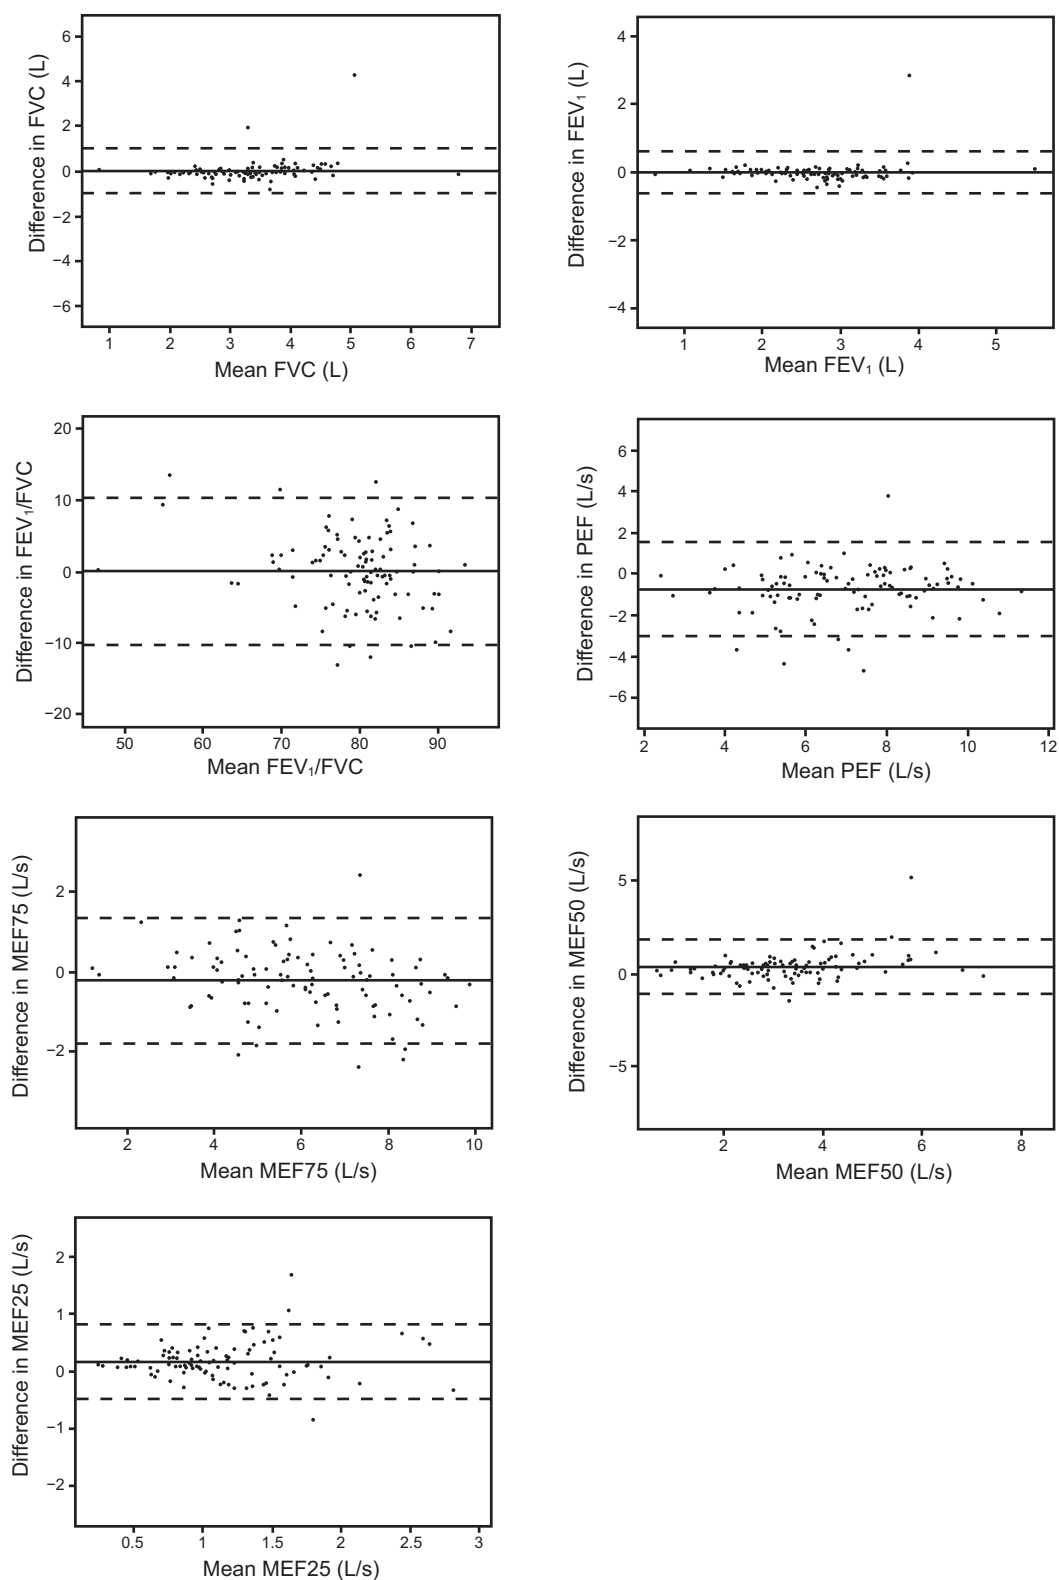 Difference in FVC (L)
6
4
2
0
−2
−4
−6
1 2 3 4 5 6 7
Mean FVC (L)
Difference in FEV₁ (L)
4
2
0
−2
−4
1 2 3 4 5
Mean FEV₁ (L)
Difference in FEV₁/FVC
20
10
0
−10
−20
50 60 70 80 90
Mean FEV₁/FVC
Difference in PEF (L/s)
6
4
2
0
−2
−4
−6
2 4 6 8 10 12
Mean PEF (L/s)
Difference in MEF75 (L/s)
2
0
−2
2 4 6 8 10
Mean MEF75 (L/s)
Difference in MEF50 (L/s)
5
0
−5
2 4 6 8
Mean MEF50 (L/s)
Difference in MEF25 (L/s)
2
1
0
−1
−2
0.5 1 1.5 2 2.5 3
Mean MEF25 (L/s)